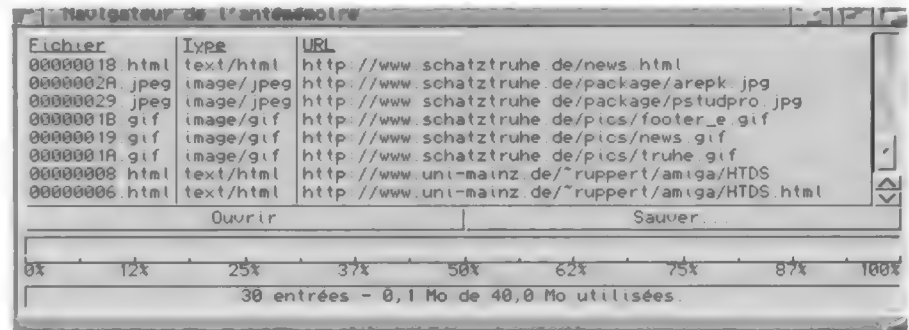 Navigateur de l'antémémoire
Fichier Type URL
00000018.html text/html http://www.schatztruhe.de/news.html
0000002A.jpeg image/jpeg http://www.schatztruhe.de/package/arepk.jpg
00000029.jpeg image/jpeg http://www.schatztruhe.de/package/pstudpro.jpg
0000001B.gif image/gif http://www.schatztruhe.de/pics/footer_e.gif
00000019.gif image/gif http://www.schatztruhe.de/pics/news.gif
0000001A.gif image/gif http://www.schatztruhe.de/pics/truhe.gif
00000008.html text/html http://www.uni-mainz.de/~ruppert/amiga/HTDS
00000006.html text/html http://www.uni-mainz.de/~ruppert/amiga/HTDS.html
Ouvrir Sauver...
0% 12% 25% 37% 50% 62% 75% 87% 100%
30 entrées - 0,1 Mo de 40,0 Mo utilisées.